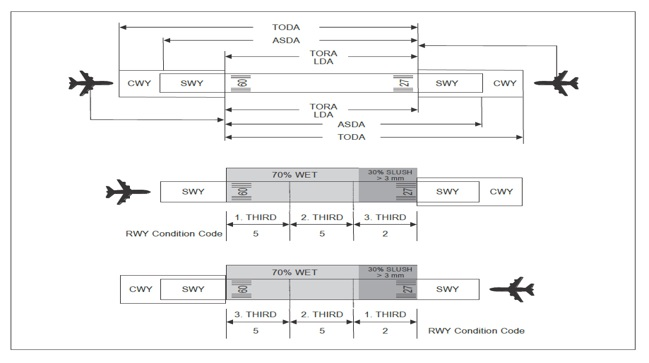 TODA
ASDA
TORA
LDA
CWY SWY 09 27 SWY CWY
TORA
LDA
ASDA
TODA
70% WET 30% SLUSH
> 3 mm
SWY 09 27 SWY CWY
1. THIRD 2. THIRD 3. THIRD
RWY Condition Code 5 5 2
70% WET 30% SLUSH
> 3 mm
CWY SWY 09 27 SWY
3. THIRD 2. THIRD 1. THIRD
5 5 2 RWY Condition Code